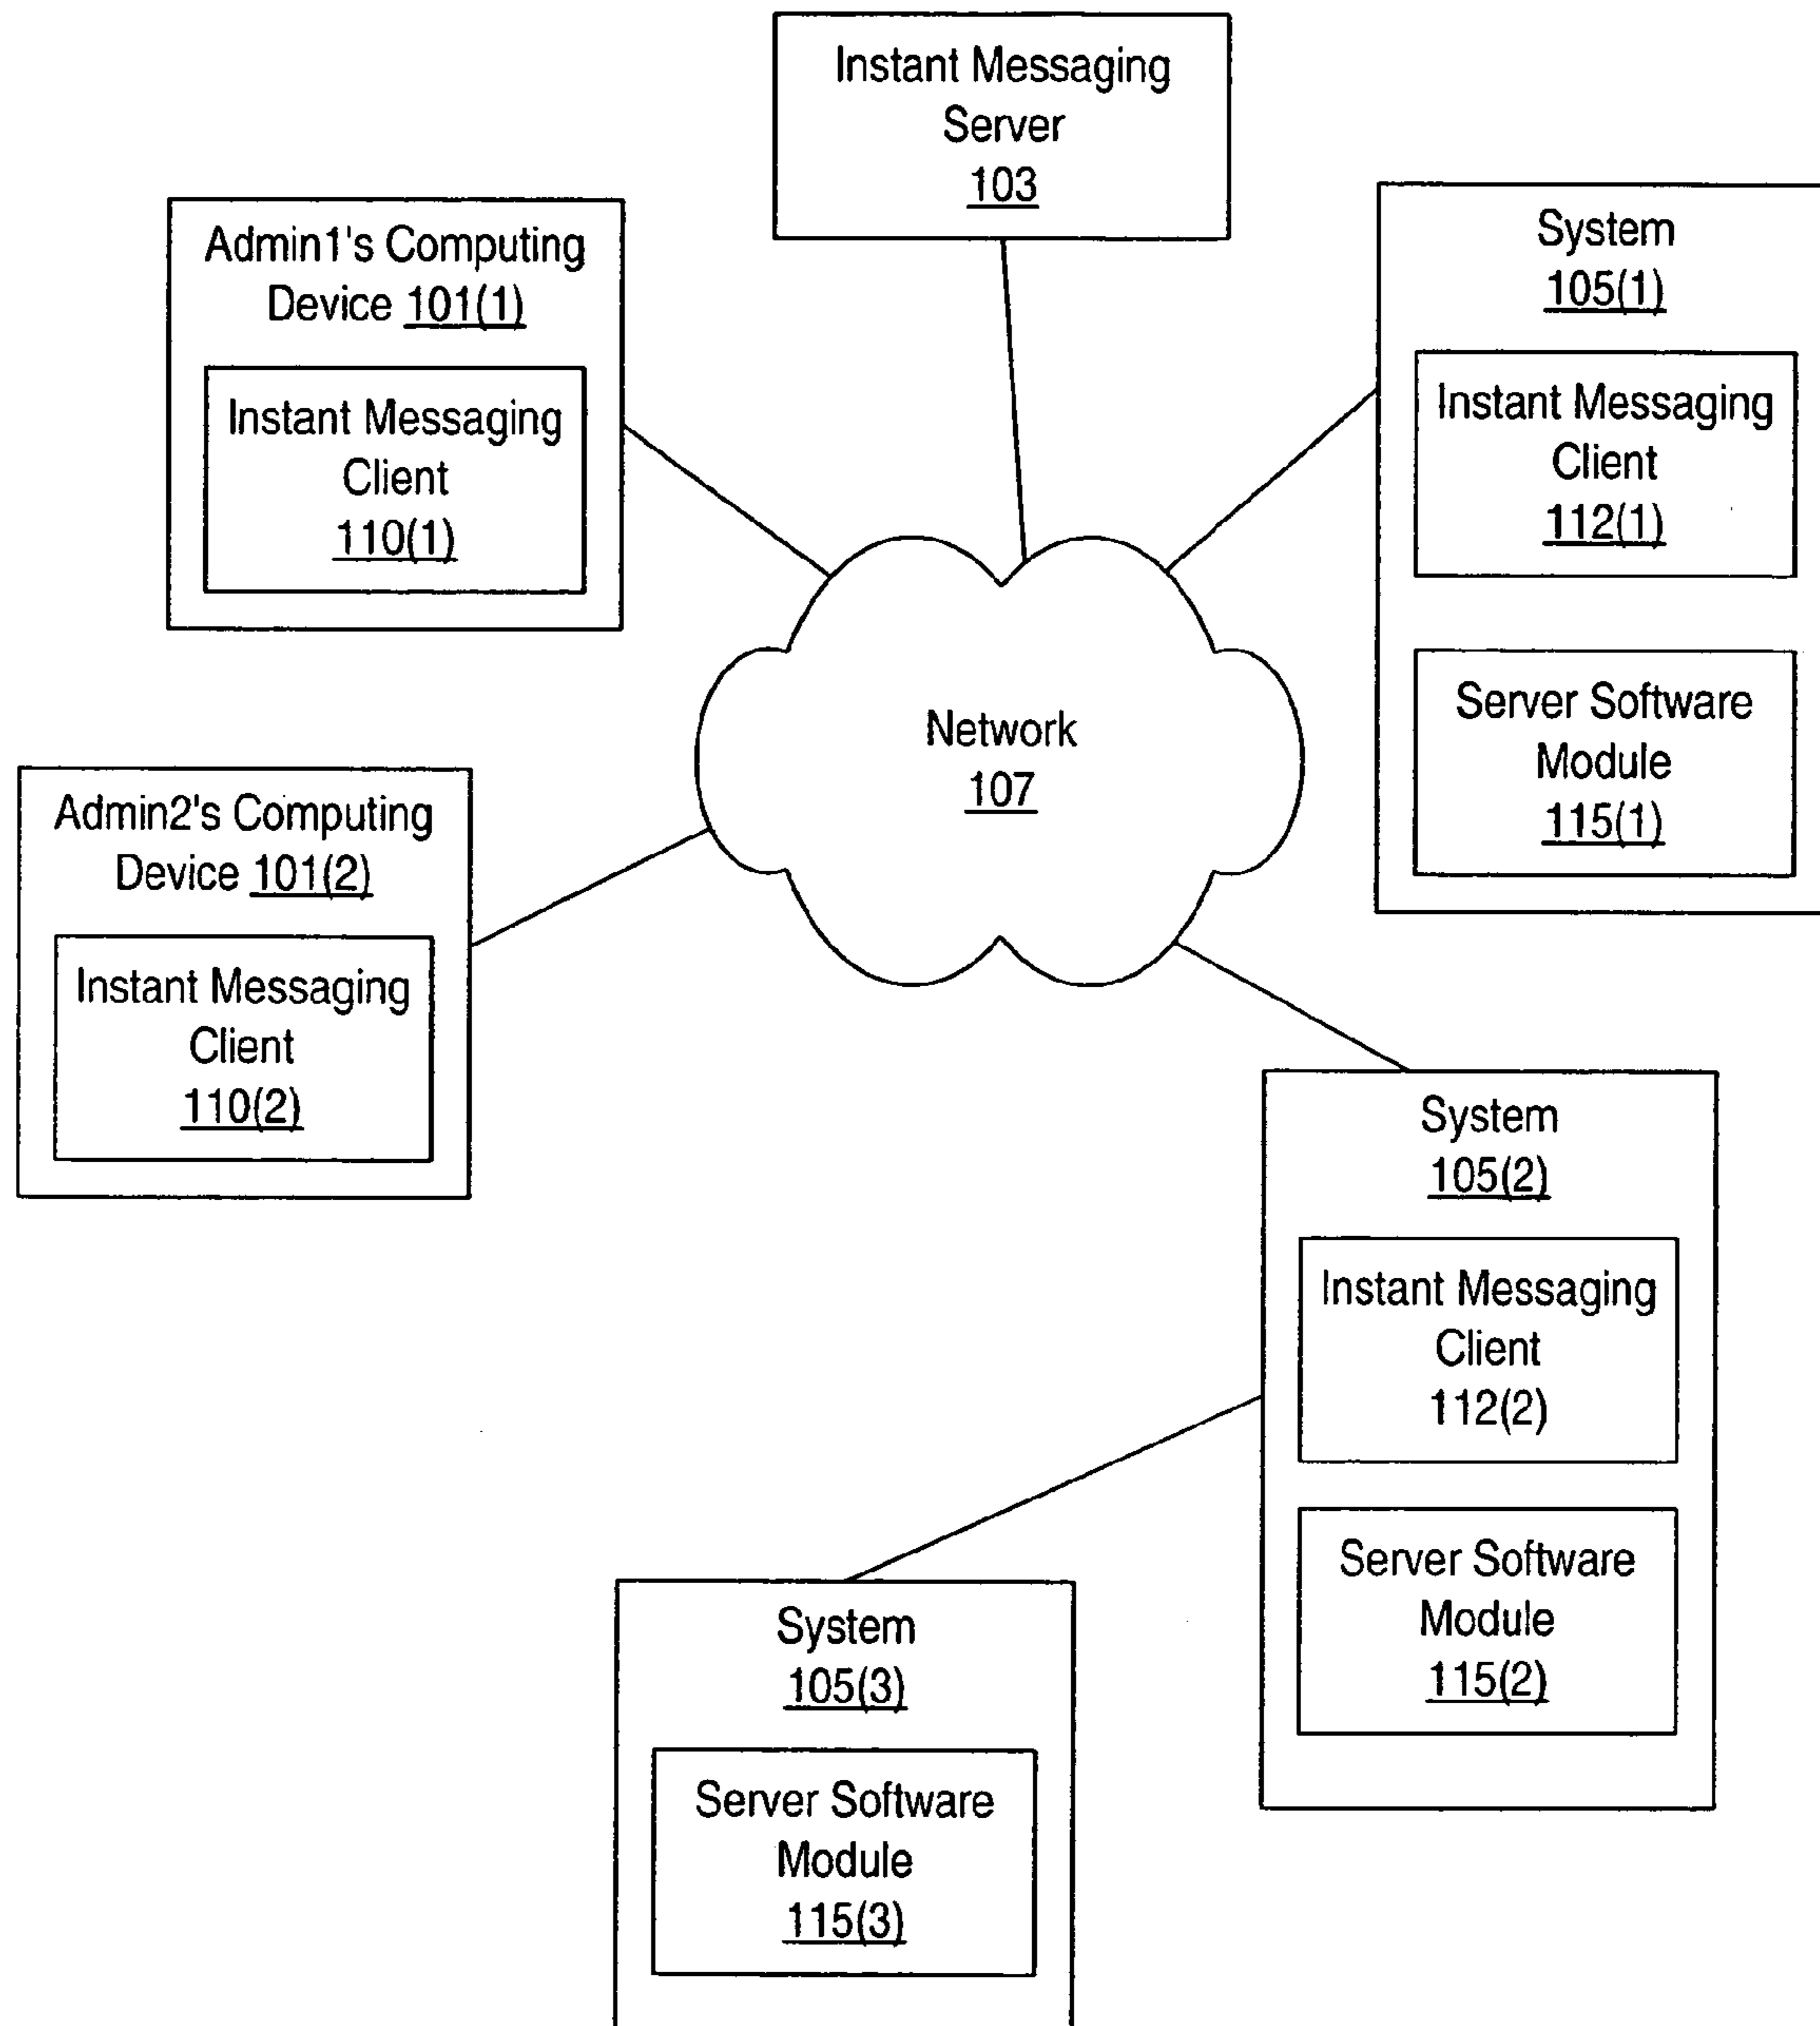 Instant Messaging
Server
103
Admin1's Computing
Device 101(1)
Instant Messaging
Client
110(1)
System
105(1)
Instant Messaging
Client
112(1)
Server Software
Module
115(1)
Network
107
Admin2's Computing
Device 101(2)
Instant Messaging
Client
110(2)
System
105(2)
Instant Messaging
Client
112(2)
Server Software
Module
115(2)
System
105(3)
Server Software
Module
115(3)